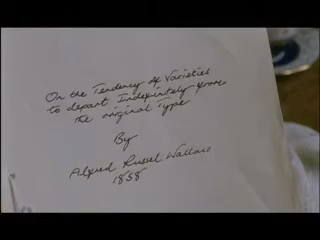 On the Tendency of Varieties
to depart Indefinitely from
the original Type
By
Alfred Russel Wallace
1858